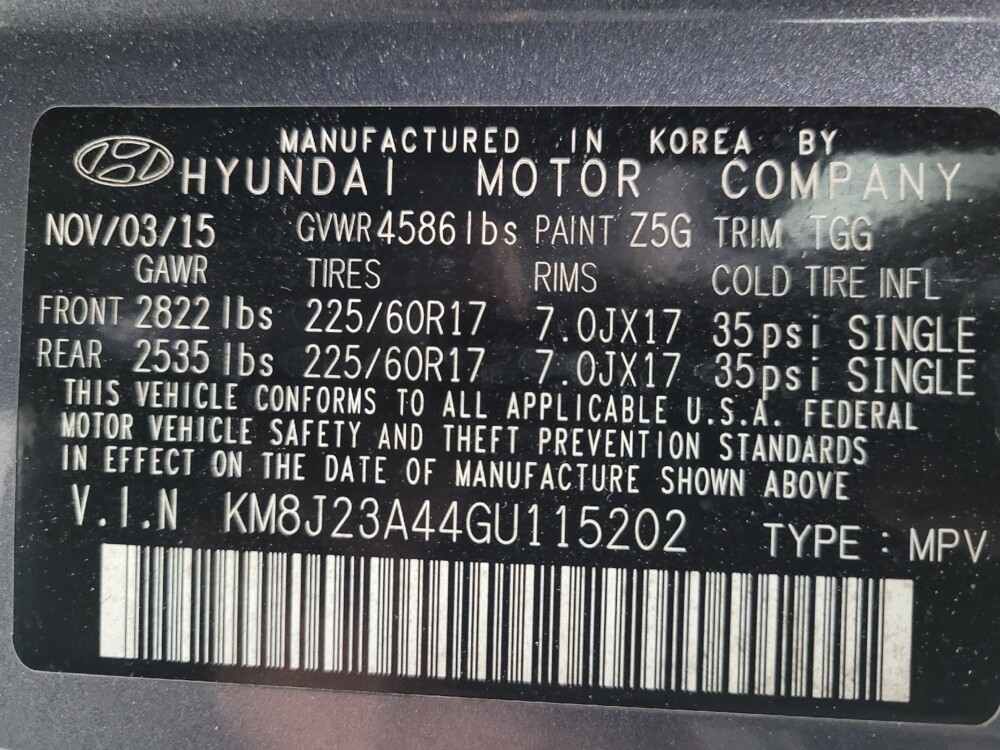 MANUFACTURED IN KOREA BY
HYUNDAI MOTOR COMPANY
NOV/03/15 GVWR 4586 lbs PAINT Z5G TRIM TGG
GAWR TIRES RIMS COLD TIRE INFL
FRONT 2822 lbs 225/60R17 7.0JX17 35psi SINGLE
REAR 2535 lbs 225/60R17 7.0JX17 35psi SINGLE
THIS VEHICLE CONFORMS TO ALL APPLICABLE U.S.A. FEDERAL
MOTOR VEHICLE SAFETY AND THEFT PREVENTION STANDARDS
IN EFFECT ON THE DATE OF MANUFACTURE SHOWN ABOVE
V.I.N KM8J23A44GU115202 TYPE : MPV